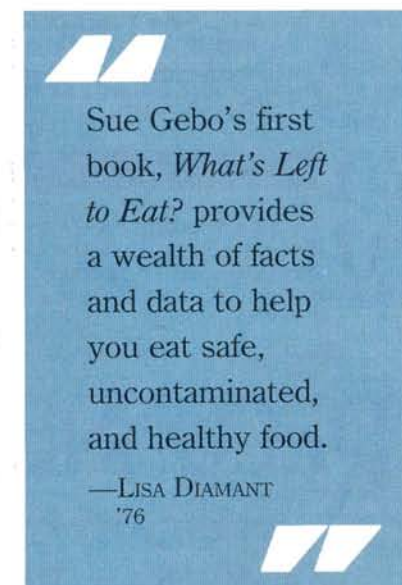 Sue Gebo's first
book, What's Left
to Eat? provides
a wealth of facts
and data to help
you eat safe,
uncontaminated,
and healthy food.
—LISA DIAMANT
'76